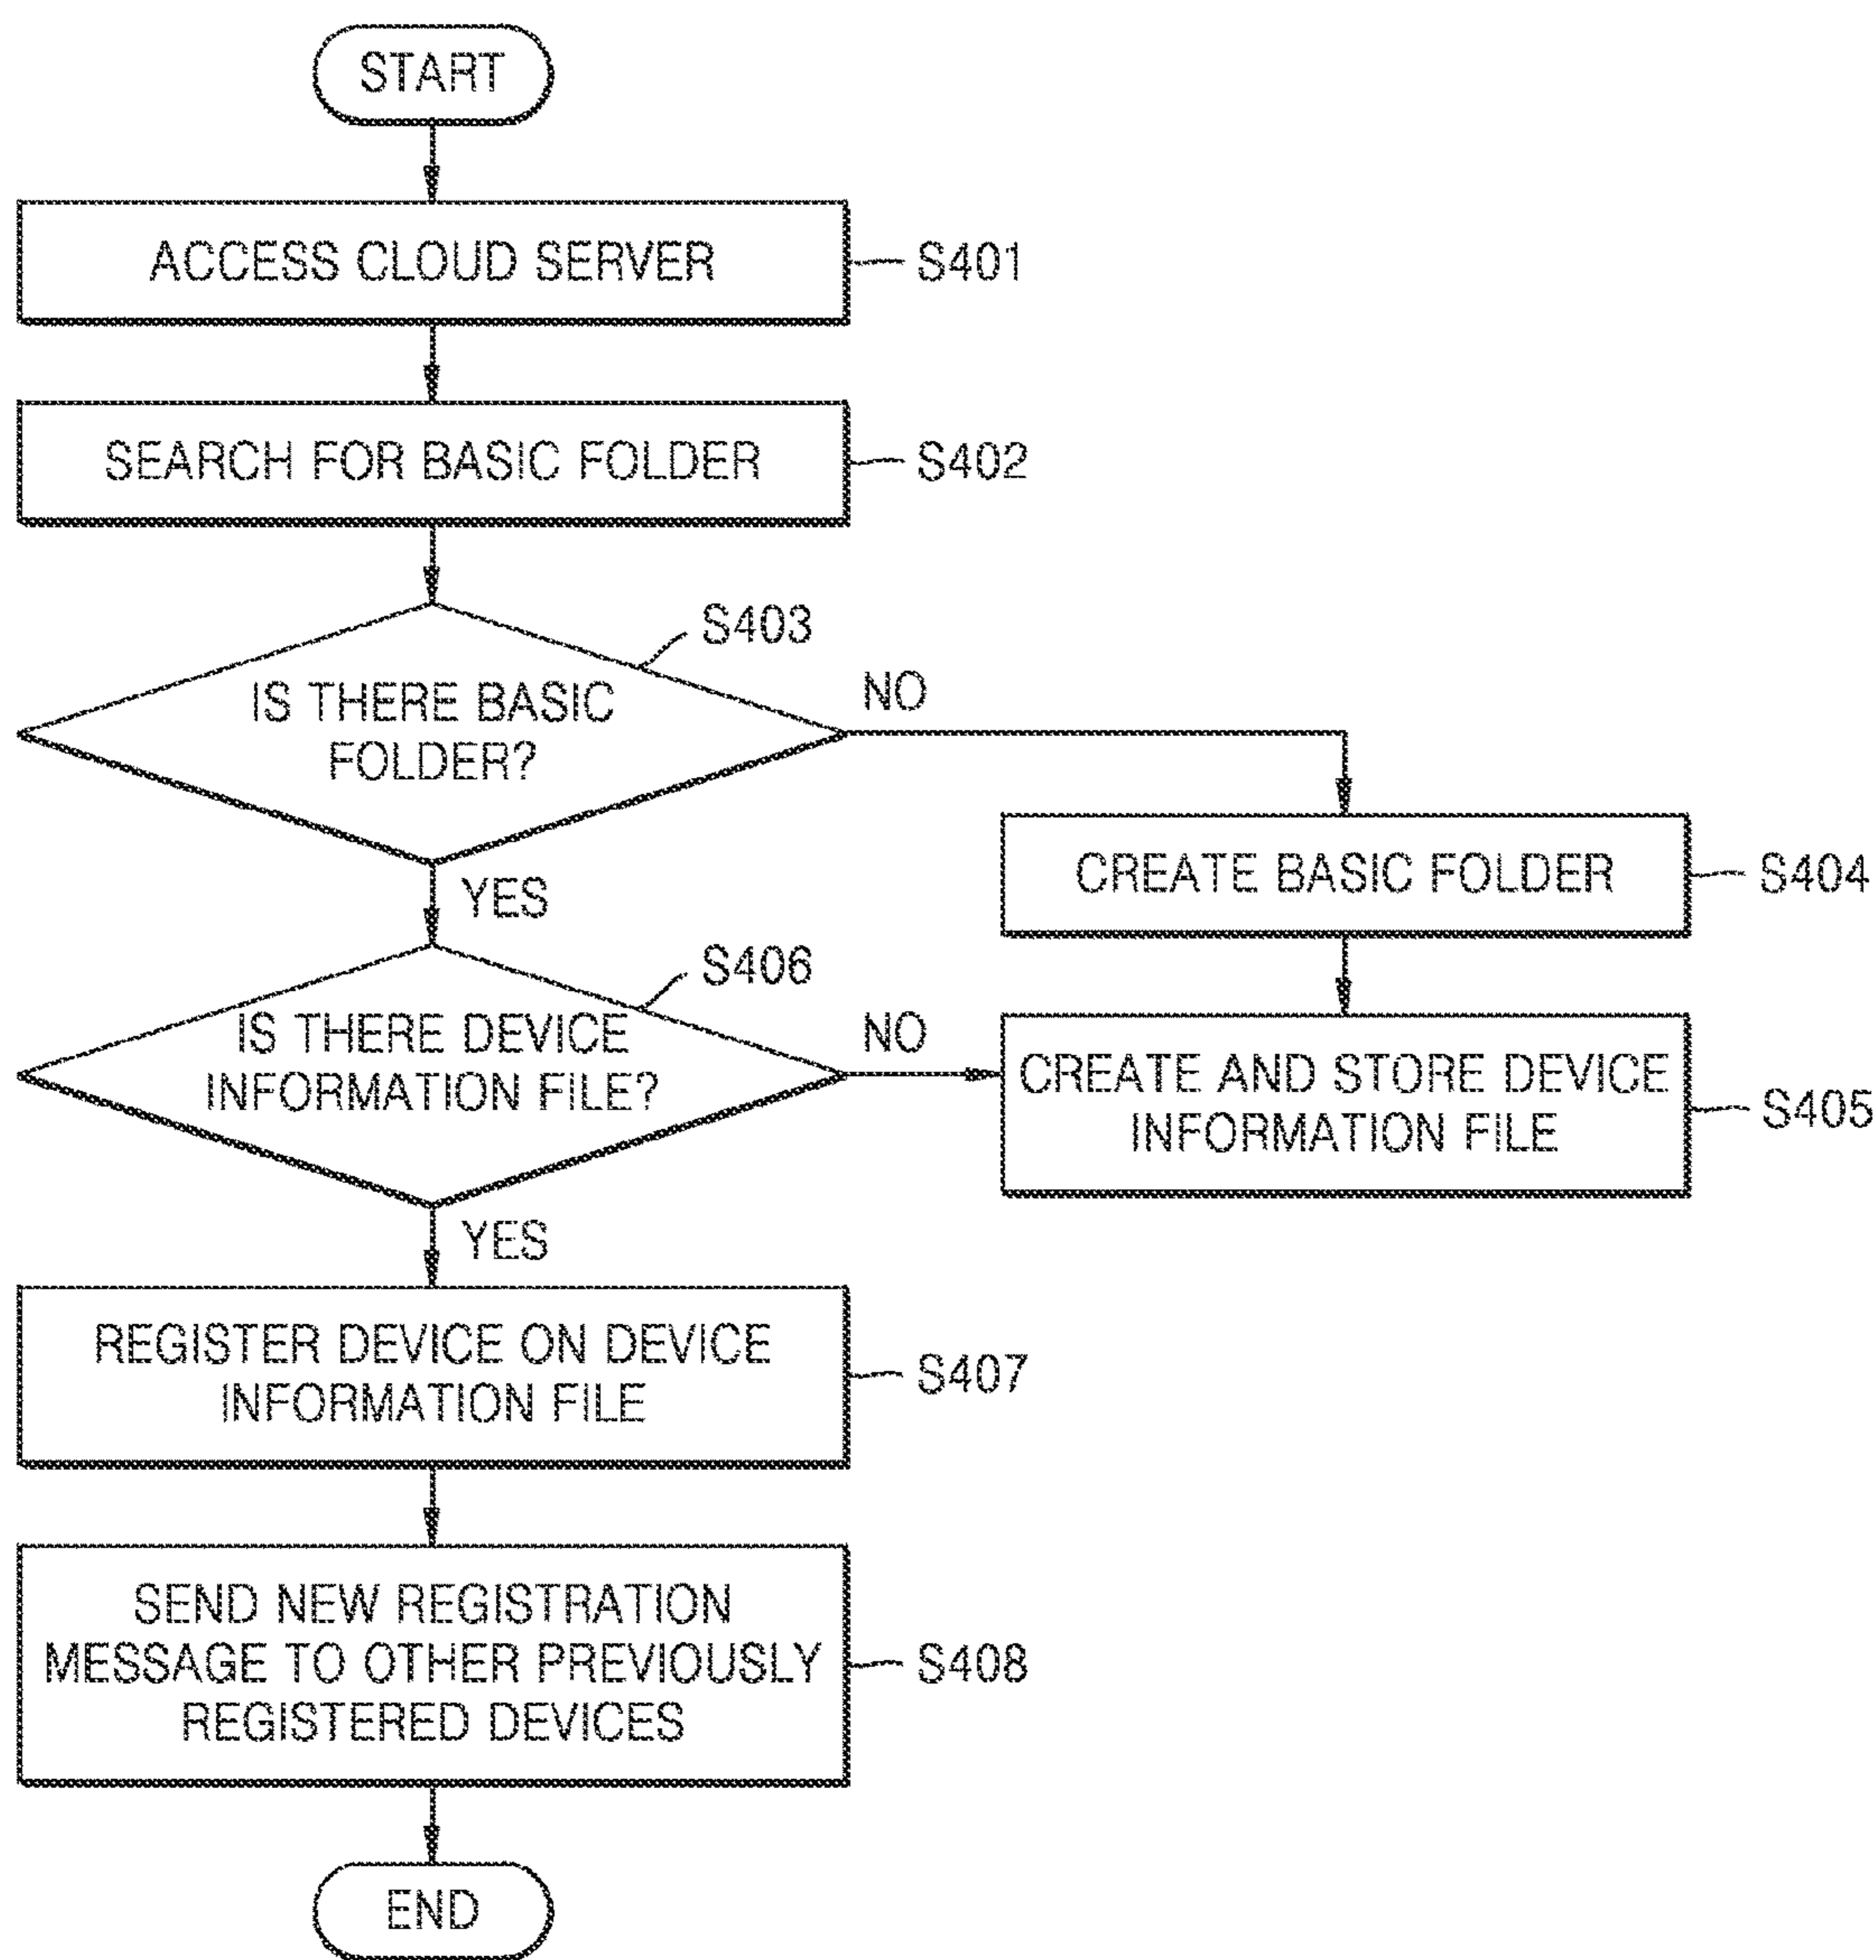 START
ACCESS CLOUD SERVER
S401
SEARCH FOR BASIC FOLDER
S402
S403
IS THERE BASIC
FOLDER?
NO
CREATE BASIC FOLDER
S404
YES
S406
IS THERE DEVICE
INFORMATION FILE?
NO
CREATE AND STORE DEVICE
INFORMATION FILE
S405
YES
REGISTER DEVICE ON DEVICE
INFORMATION FILE
S407
SEND NEW REGISTRATION
MESSAGE TO OTHER PREVIOUSLY
REGISTERED DEVICES
S408
END